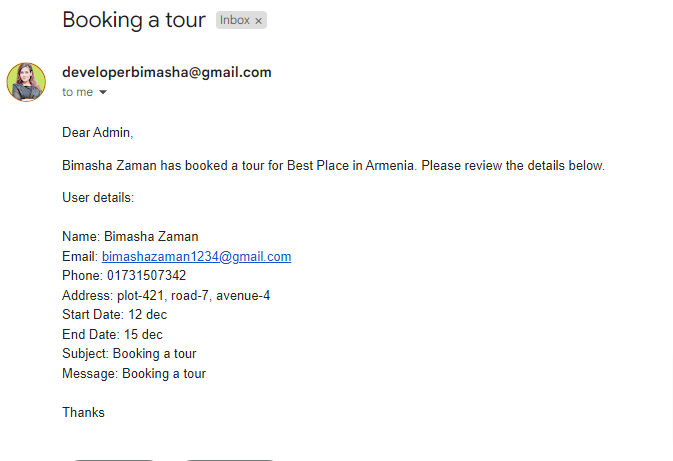 Booking a tour Inbox ×
developerbimasha@gmail.com
to me
Dear Admin,
Bimasha Zaman has booked a tour for Best Place in Armenia. Please review the details below.
User details:
Name: Bimasha Zaman
Email: bimashazaman1234@gmail.com
Phone: 01731507342
Address: plot-421, road-7, avenue-4
Start Date: 12 dec
End Date: 15 dec
Subject: Booking a tour
Message: Booking a tour
Thanks